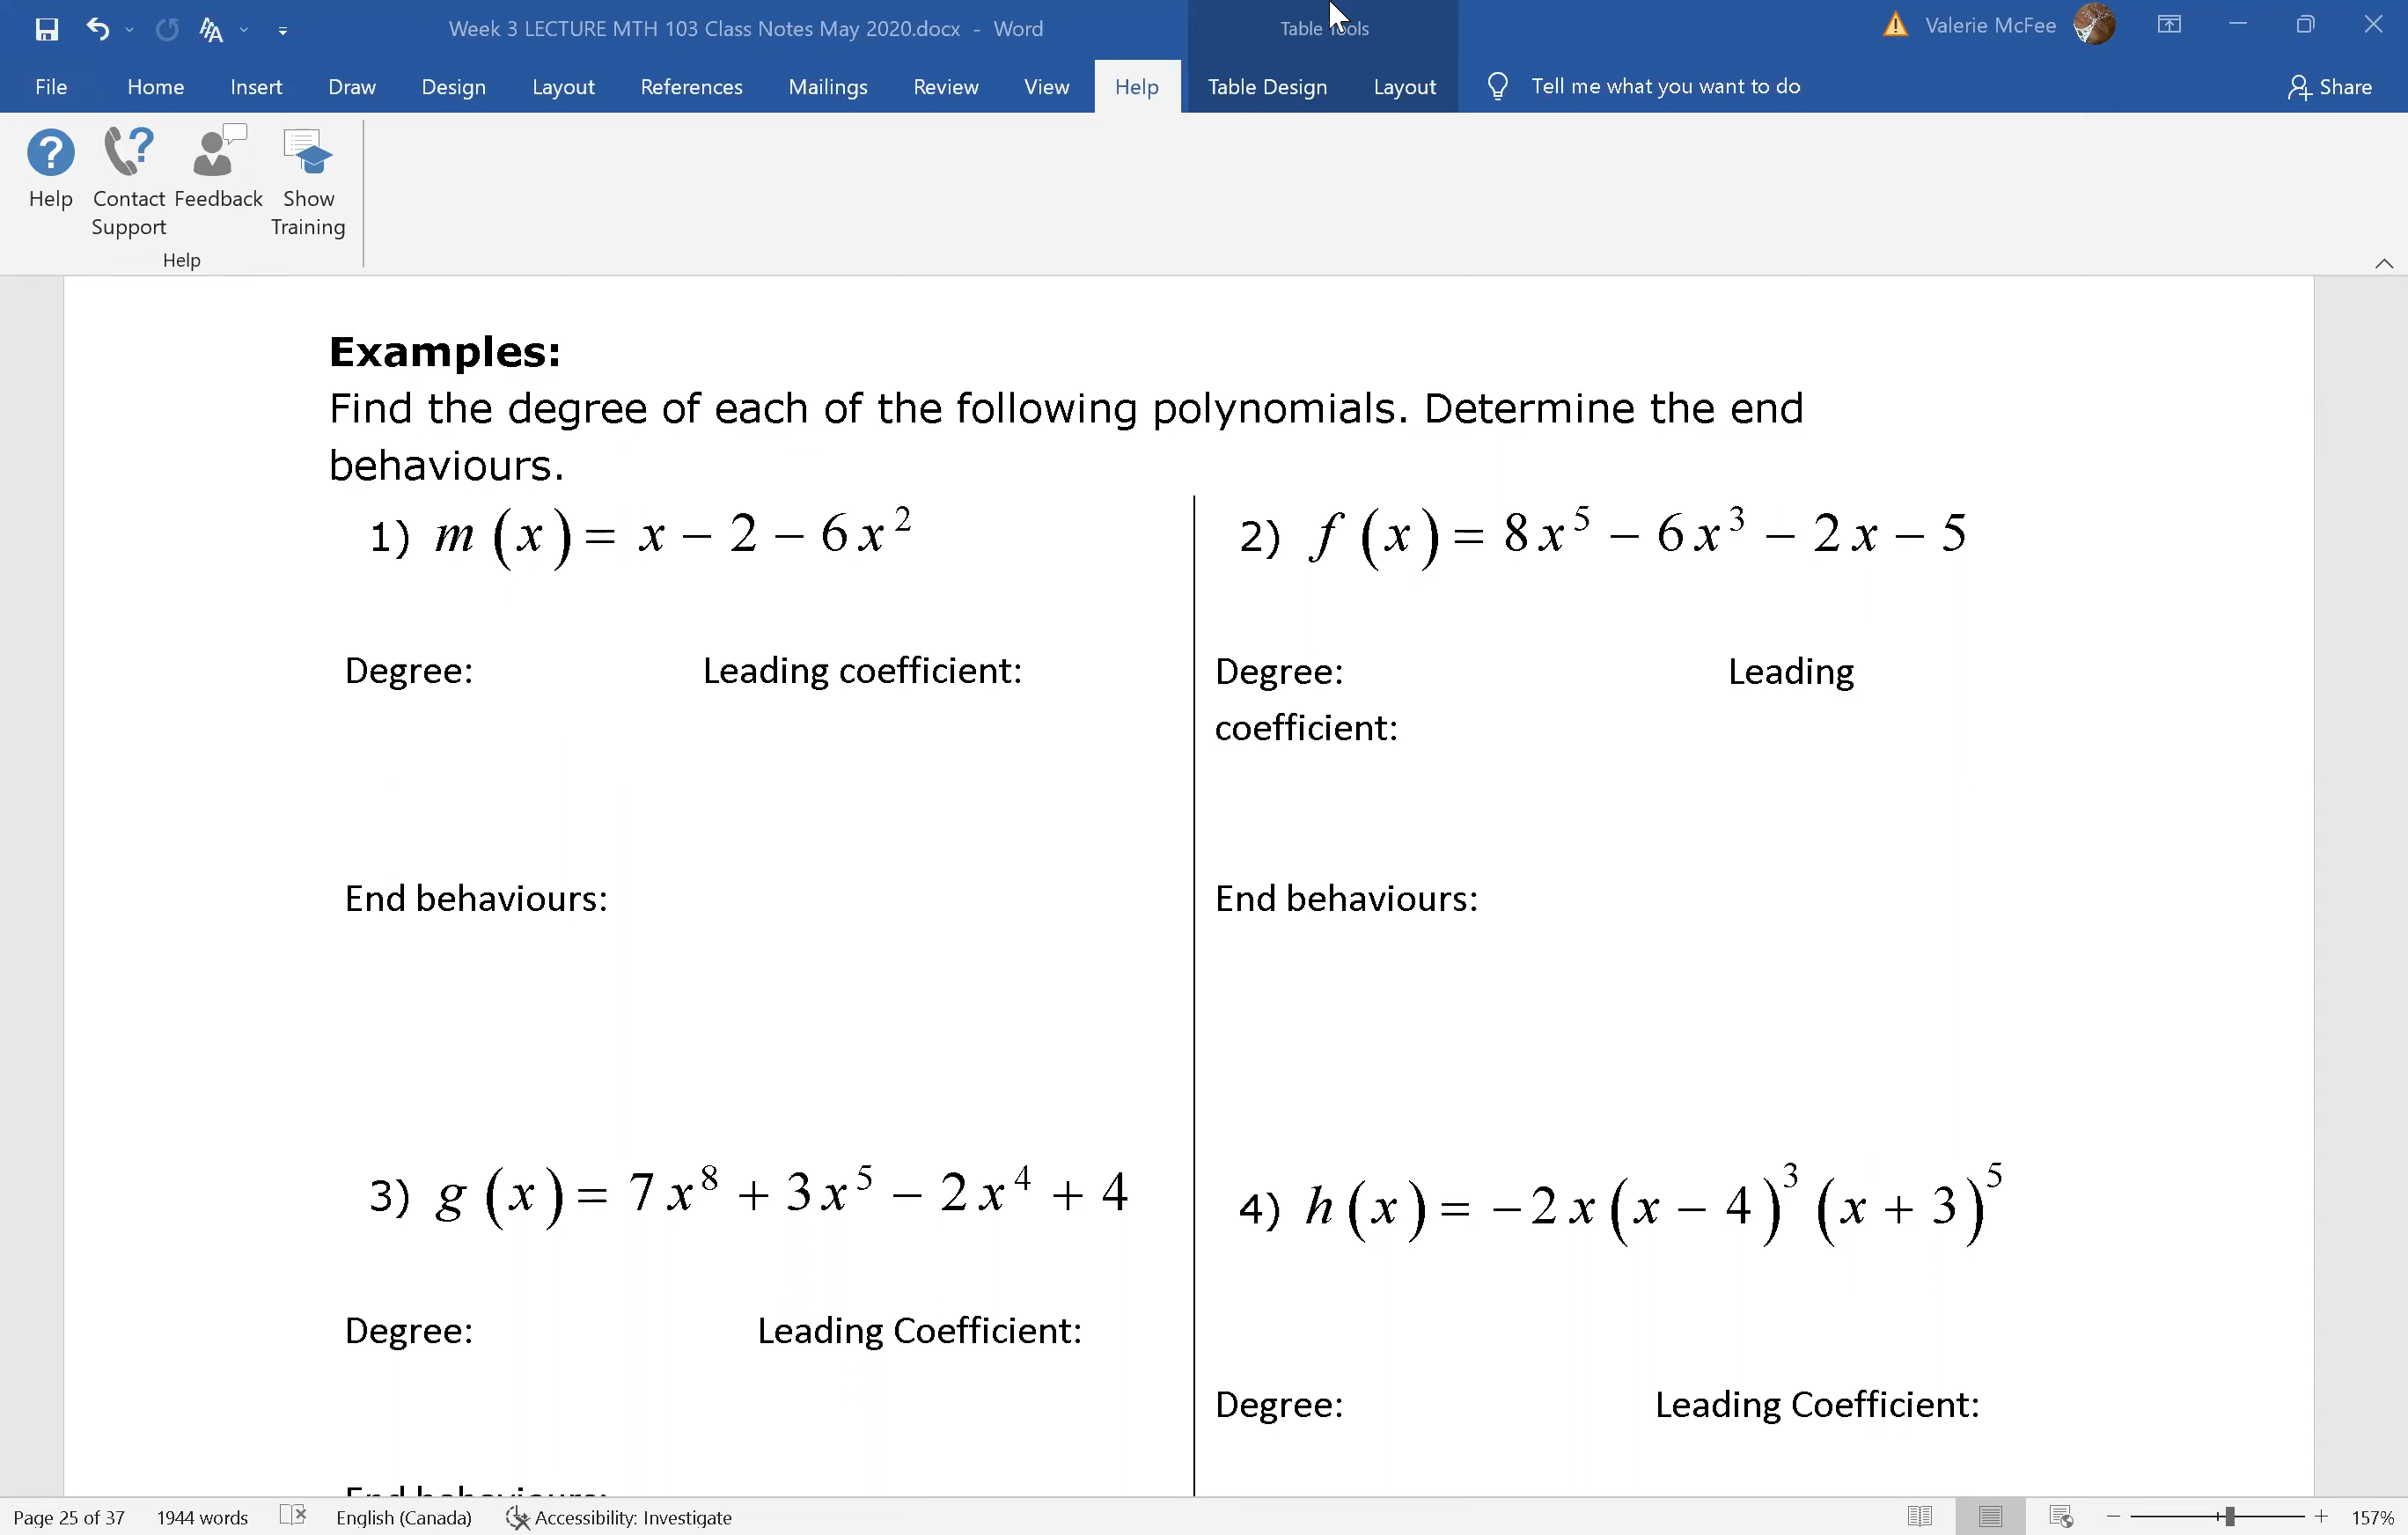 Week 3 LECTURE MTH 103 Class Notes May 2020.docx - Word
Table Tools
Valerie McFee
File Home Insert Draw Design Layout References Mailings Review View Help Table Design Layout Tell me what you want to do Share
Help Contact Support Feedback Show Training
Help
Examples:
Find the degree of each of the following polynomials. Determine the end
behaviours.
1) m(x) = x − 2 − 6x²
Degree: Leading coefficient:
End behaviours:
2) f(x) = 8x⁵ − 6x³ − 2x − 5
Degree: Leading
coefficient:
End behaviours:
3) g(x) = 7x⁸ + 3x⁵ − 2x⁴ + 4
Degree: Leading Coefficient:
End behaviours:
4) h(x) = −2x(x − 4)³(x + 3)⁵
Degree: Leading Coefficient:
Page 25 of 37 1944 words English (Canada) Accessibility: Investigate 157%